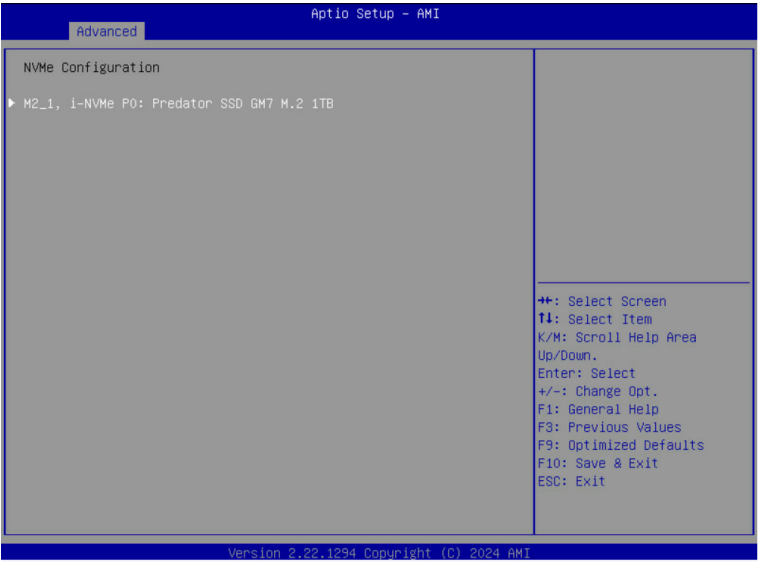 Aptio Setup – AMI
Advanced
NVMe Configuration
M2_1, i-NVMe P0: Predator SSD GM7 M.2 1TB
→←: Select Screen
↑↓: Select Item
K/M: Scroll Help Area
Up/Down.
Enter: Select
+/-: Change Opt.
F1: General Help
F3: Previous Values
F9: Optimized Defaults
F10: Save & Exit
ESC: Exit
Version 2.22.1294 Copyright (C) 2024 AMI